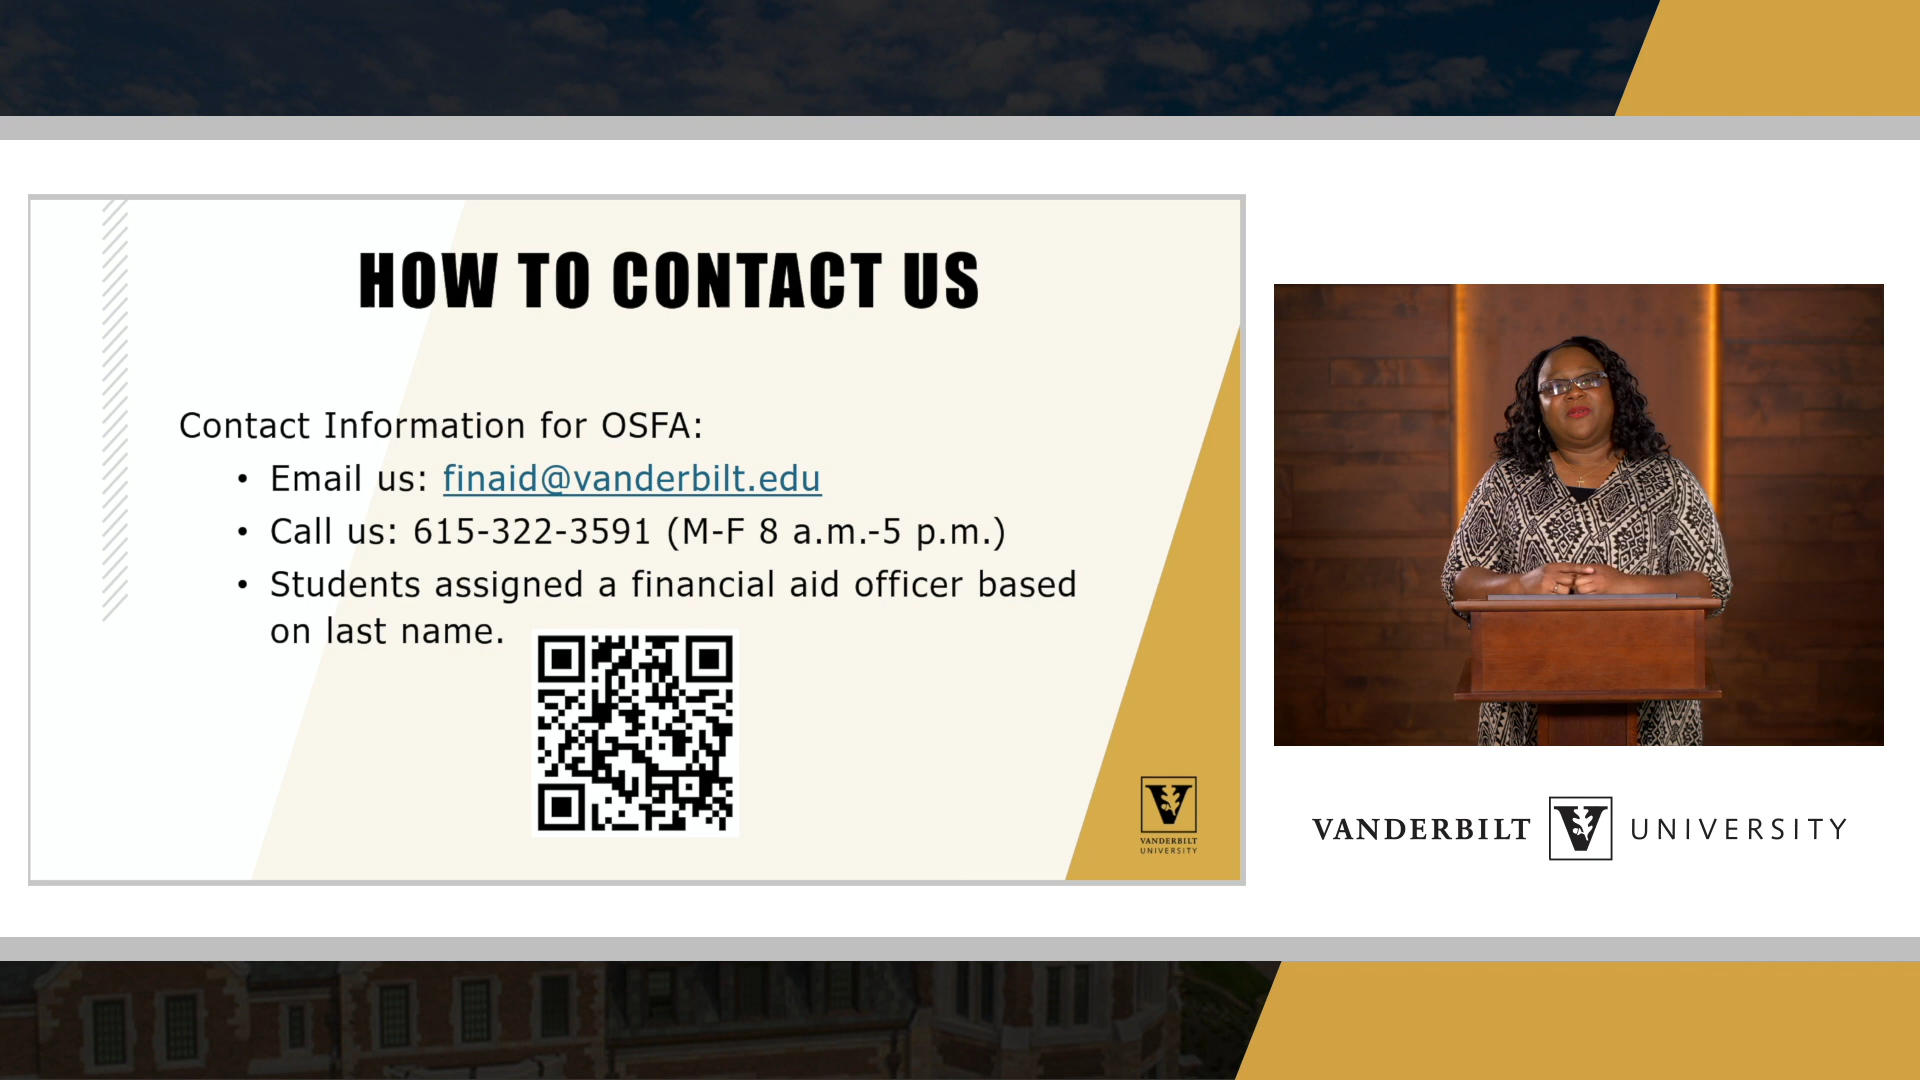 HOW TO CONTACT US
Contact Information for OSFA:
• Email us: finaid@vanderbilt.edu
• Call us: 615-322-3591 (M-F 8 a.m.-5 p.m.)
• Students assigned a financial aid officer based
on last name.
V
VANDERBILT
UNIVERSITY
VANDERBILT V UNIVERSITY